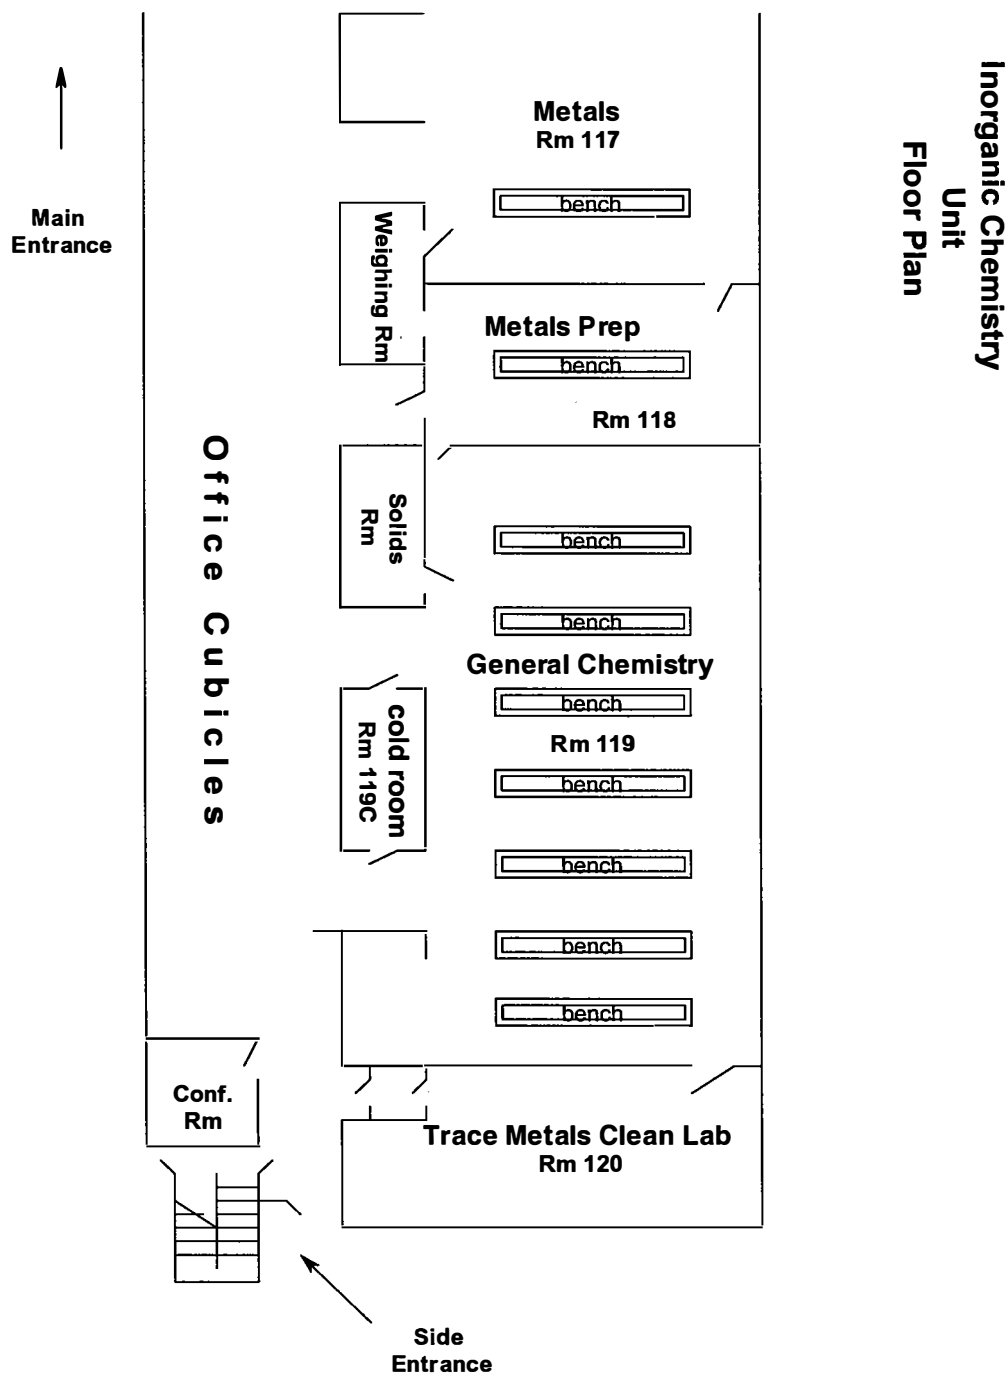 Inorganic Chemistry
Unit
Floor Plan
Main
Entrance
Metals
Rm 117
bench
Weighing Rm
Metals Prep
bench
Rm 118
Office Cubicles
Solids
Rm
bench
bench
General Chemistry
bench
Rm 119
cold room
Rm 119C
bench
bench
bench
bench
Conf.
Rm
Trace Metals Clean Lab
Rm 120
Side
Entrance